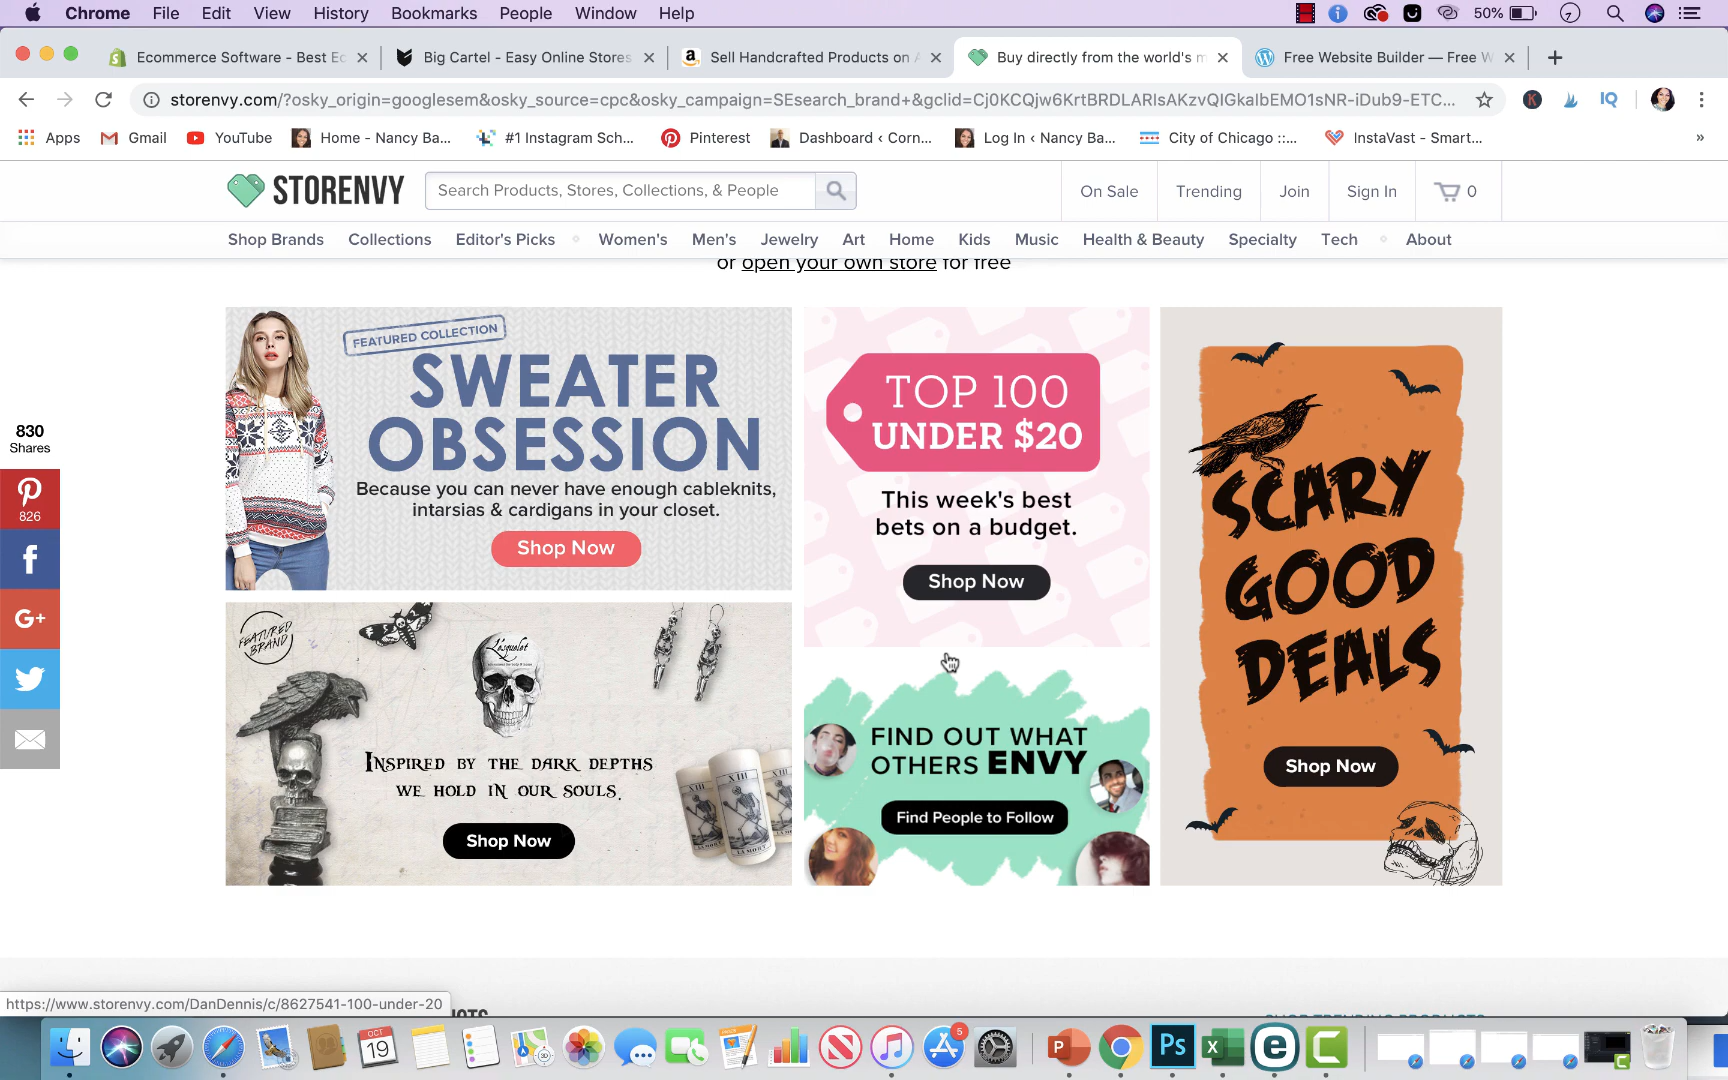 Chrome File Edit View History Bookmarks People Window Help 50%
Ecommerce Software - Best Ec
Big Cartel - Easy Online Stores
Sell Handcrafted Products on A
Buy directly from the world's m
Free Website Builder — Free W
storenvy.com/?osky_origin=googlesem&osky_source=cpc&osky_campaign=SEsearch_brand+&gclid=Cj0KCQjw6KrtBRDLARIsAKzvQIGkaIbEMO1sNR-iDub9-ETC...
IQ
Apps Gmail YouTube Home - Nancy Ba... #1 Instagram Sch... Pinterest Dashboard ‹ Corn... Log In ‹ Nancy Ba... City of Chicago ::... InstaVast - Smart... »
STORENVY
Search Products, Stores, Collections, & People
On Sale Trending Join Sign In 0
Shop Brands Collections Editor's Picks Women's Men's Jewelry Art Home Kids Music Health & Beauty Specialty Tech About
or open your own store for free
830
Shares
826
FEATURED COLLECTION
SWEATER
OBSESSION
Because you can never have enough cableknits,
intarsias & cardigans in your closet.
Shop Now
TOP 100
UNDER $20
This week's best
bets on a budget.
Shop Now
SCARY
GOOD
DEALS
Shop Now
FEATURED
BRAND
INSPIRED BY THE DARK DEPTHS
WE HOLD IN OUR SOULS.
Shop Now
XIII
XIII
LA MORT
FIND OUT WHAT
OTHERS ENVY
Find People to Follow
https://www.storenvy.com/DanDennis/c/8627541-100-under-20
OCT
19
5
3D
P
Ps
X
e
C